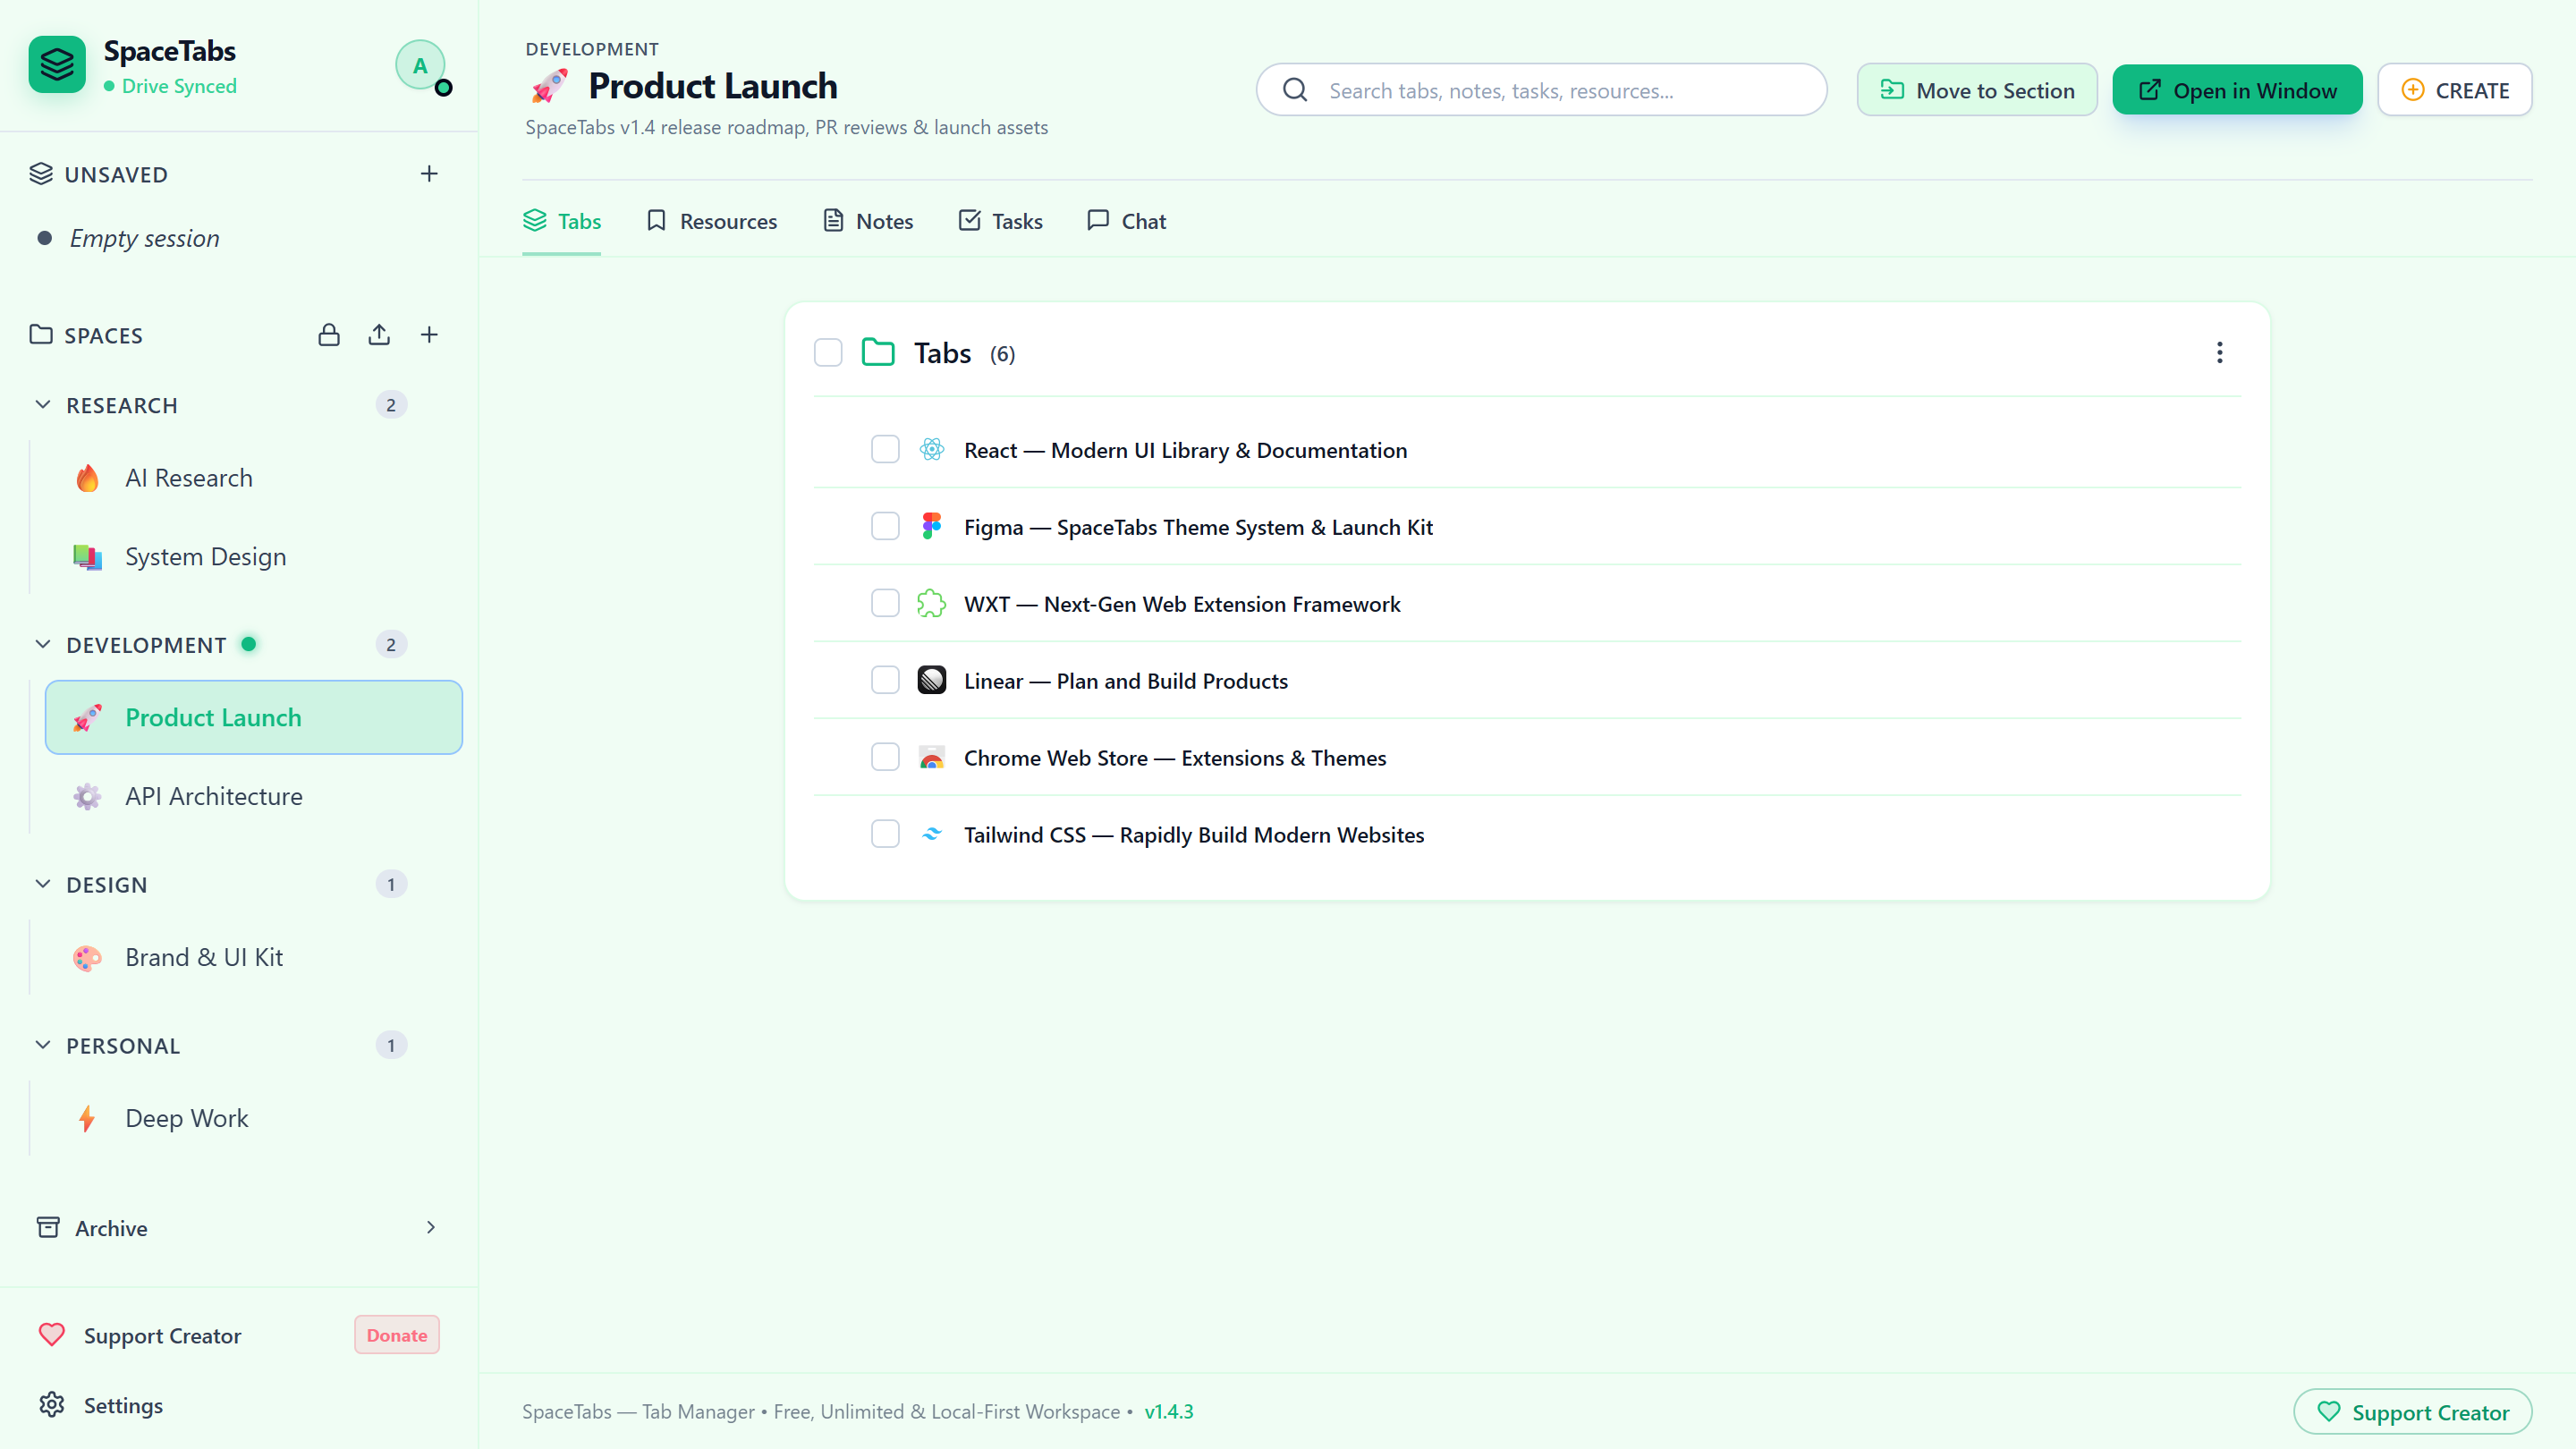 SpaceTabs
Drive Synced
A
UNSAVED
Empty session
SPACES
RESEARCH 2
AI Research
System Design
DEVELOPMENT 2
Product Launch
API Architecture
DESIGN 1
Brand & UI Kit
PERSONAL 1
Deep Work
Archive
Support Creator Donate
Settings
DEVELOPMENT
Product Launch
SpaceTabs v1.4 release roadmap, PR reviews & launch assets
Search tabs, notes, tasks, resources...
Move to Section
Open in Window
CREATE
Tabs Resources Notes Tasks Chat
Tabs (6)
React — Modern UI Library & Documentation
Figma — SpaceTabs Theme System & Launch Kit
WXT — Next-Gen Web Extension Framework
Linear — Plan and Build Products
Chrome Web Store — Extensions & Themes
Tailwind CSS — Rapidly Build Modern Websites
SpaceTabs — Tab Manager • Free, Unlimited & Local-First Workspace • v1.4.3
Support Creator